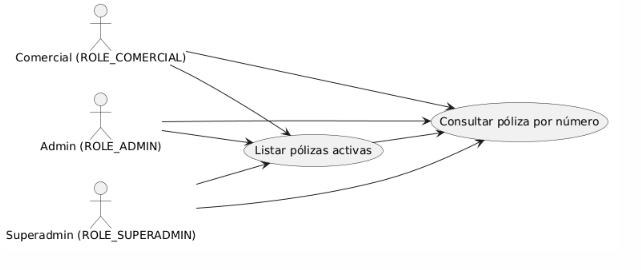 Comercial (ROLE_COMERCIAL)
Consultar póliza por número
Admin (ROLE_ADMIN)
Listar pólizas activas
Superadmin (ROLE_SUPERADMIN)